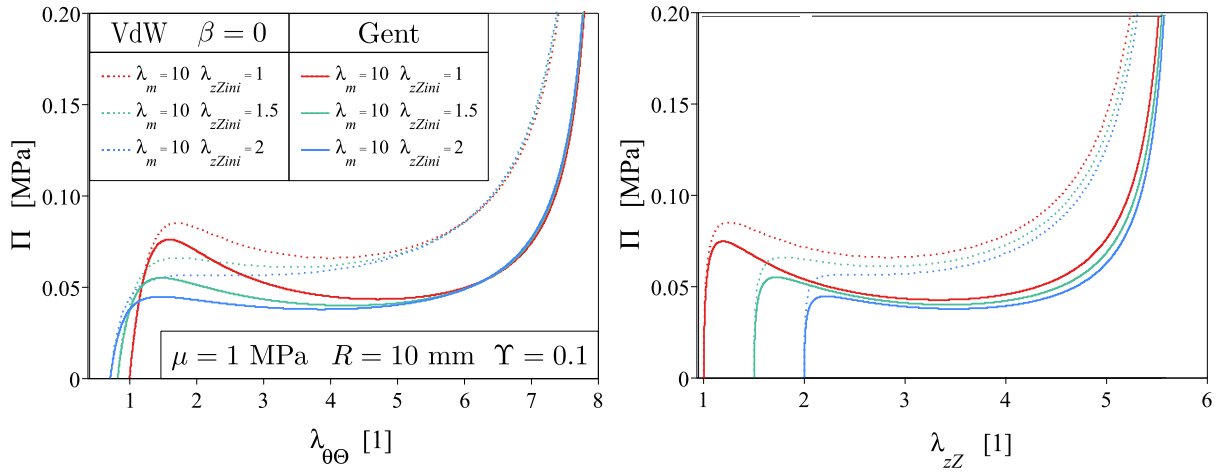 0.20
0.15
0.10
0.05
0
Π [MPa]
VdW β = 0 Gent
λm = 10 λzZini = 1 λm = 10 λzZini = 1
λm = 10 λzZini = 1.5 λm = 10 λzZini = 1.5
λm = 10 λzZini = 2 λm = 10 λzZini = 2
μ = 1 MPa R = 10 mm ϒ = 0.1
1 2 3 4 5 6 7 8
λθΘ [1]
0.20
0.15
0.10
0.05
0
Π [MPa]
1 2 3 4 5 6
λzZ [1]